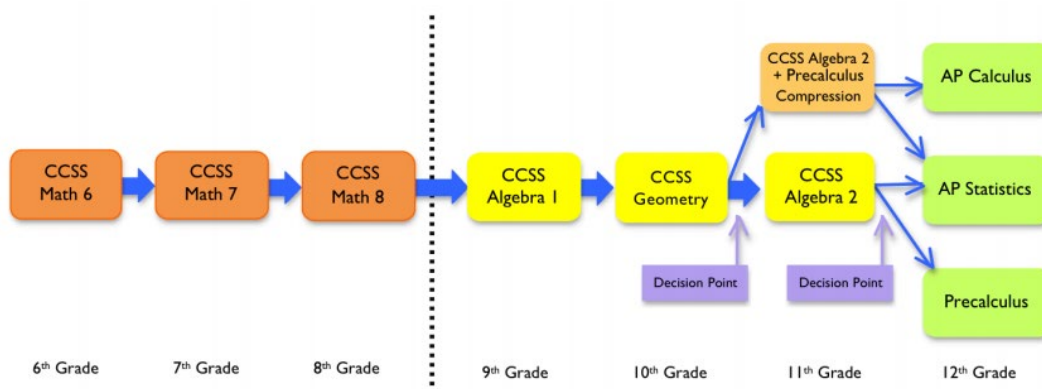 CCSS Algebra 2
+ Precalculus
Compression
AP Calculus
CCSS
Math 6
CCSS
Math 7
CCSS
Math 8
CCSS
Algebra 1
CCSS
Geometry
CCSS
Algebra 2
AP Statistics
Decision Point
Decision Point
Precalculus
6th Grade
7th Grade
8th Grade
9th Grade
10th Grade
11th Grade
12th Grade